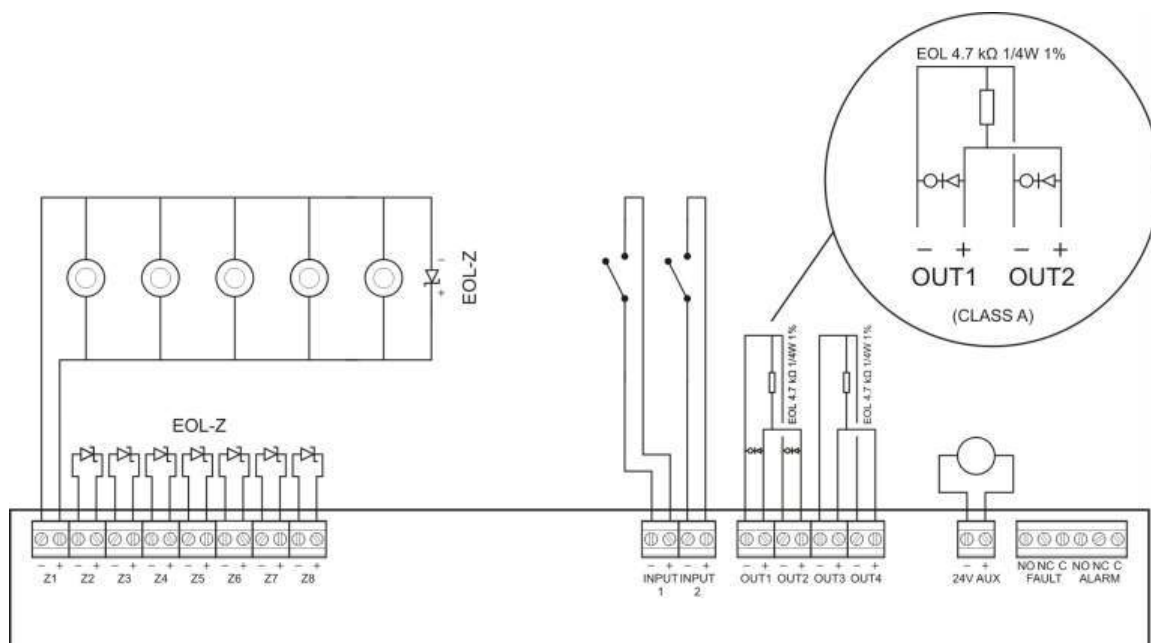 EOL 4.7 kΩ 1/4W 1%
− + − +
OUT1 OUT2
(CLASS A)
−
+
EOL-Z
EOL 4.7 kΩ 1/4W 1%
EOL 4.7 kΩ 1/4W 1%
EOL-Z
− + − + − + − + − + − + − + − +
Z1 Z2 Z3 Z4 Z5 Z6 Z7 Z8
− + − +
INPUT 1
INPUT 2
− + − + − + − +
OUT1 OUT2 OUT3 OUT4
− +
24V AUX
NO NC C NO NC C
FAULT ALARM